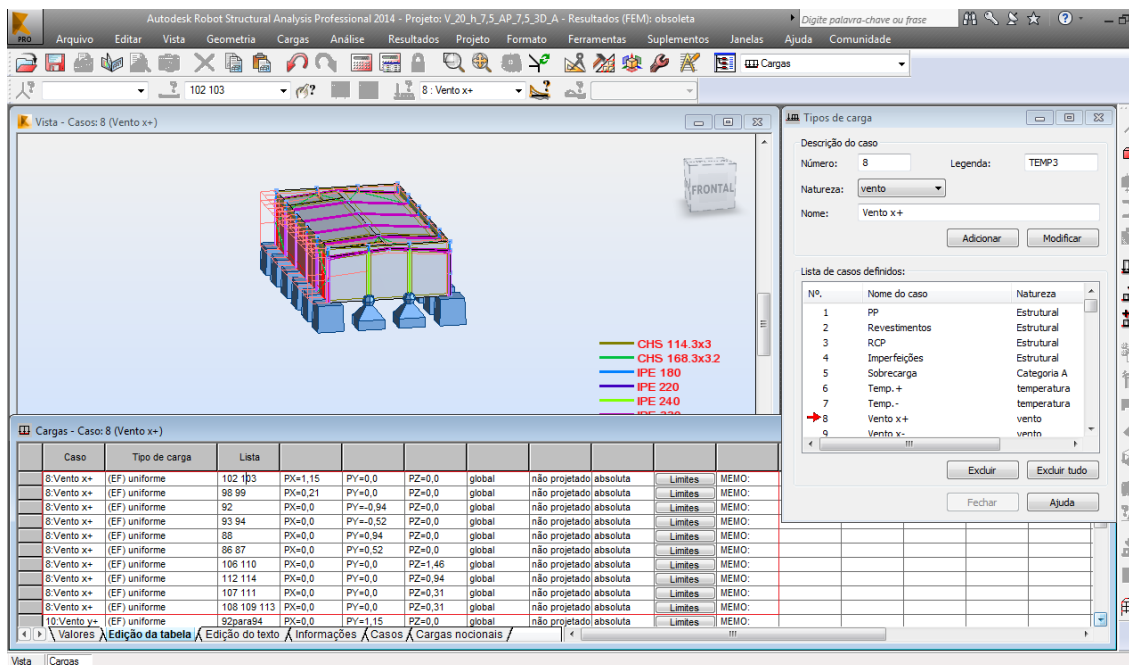 Autodesk Robot Structural Analysis Professional 2014 - Projeto: V_20_h_7,5_AP_7,5_3D_A - Resultados (FEM): obsoleta
Digite palavra-chave ou frase
PRO
Arquivo Editar Vista Geometria Cargas Análise Resultados Projeto Formato Ferramentas Suplementos Janelas Ajuda Comunidade
Cargas
102 103
8 : Vento x+
Vista - Casos: 8 (Vento x+)
FRONTAL
CHS 114.3x3
CHS 168.3x3.2
IPE 180
IPE 220
IPE 240
Tipos de carga
Descrição do caso
Número: 8 Legenda: TEMP3
Natureza: vento
Nome: Vento x+
Adicionar Modificar
Lista de casos definidos:
Nº. Nome do caso Natureza
1 PP Estrutural
2 Revestimentos Estrutural
3 RCP Estrutural
4 Imperfeições Estrutural
5 Sobrecarga Categoria A
6 Temp.+ temperatura
7 Temp.- temperatura
8 Vento x+ vento
9 Vento x- vento
Excluir Excluir tudo
Fechar Ajuda
Cargas - Caso: 8 (Vento x+)
Caso Tipo de carga Lista
8:Vento x+ (EF) uniforme 102 103 PX=1,15 PY=0,0 PZ=0,0 global não projetado absoluta Limites MEMO:
8:Vento x+ (EF) uniforme 98 99 PX=0,21 PY=0,0 PZ=0,0 global não projetado absoluta Limites MEMO:
8:Vento x+ (EF) uniforme 92 PX=0,0 PY=-0,94 PZ=0,0 global não projetado absoluta Limites MEMO:
8:Vento x+ (EF) uniforme 93 94 PX=0,0 PY=-0,52 PZ=0,0 global não projetado absoluta Limites MEMO:
8:Vento x+ (EF) uniforme 88 PX=0,0 PY=0,94 PZ=0,0 global não projetado absoluta Limites MEMO:
8:Vento x+ (EF) uniforme 86 87 PX=0,0 PY=0,52 PZ=0,0 global não projetado absoluta Limites MEMO:
8:Vento x+ (EF) uniforme 106 110 PX=0,0 PY=0,0 PZ=1,46 global não projetado absoluta Limites MEMO:
8:Vento x+ (EF) uniforme 112 114 PX=0,0 PY=0,0 PZ=0,94 global não projetado absoluta Limites MEMO:
8:Vento x+ (EF) uniforme 107 111 PX=0,0 PY=0,0 PZ=0,31 global não projetado absoluta Limites MEMO:
8:Vento x+ (EF) uniforme 108 109 113 PX=0,0 PY=0,0 PZ=0,31 global não projetado absoluta Limites MEMO:
10:Vento y+ (EF) uniforme 92para94 PX=0,0 PY=1,15 PZ=0,0 global não projetado absoluta Limites MEMO:
Valores Edição da tabela Edição do texto Informações Casos Cargas nocionais
Vista Cargas